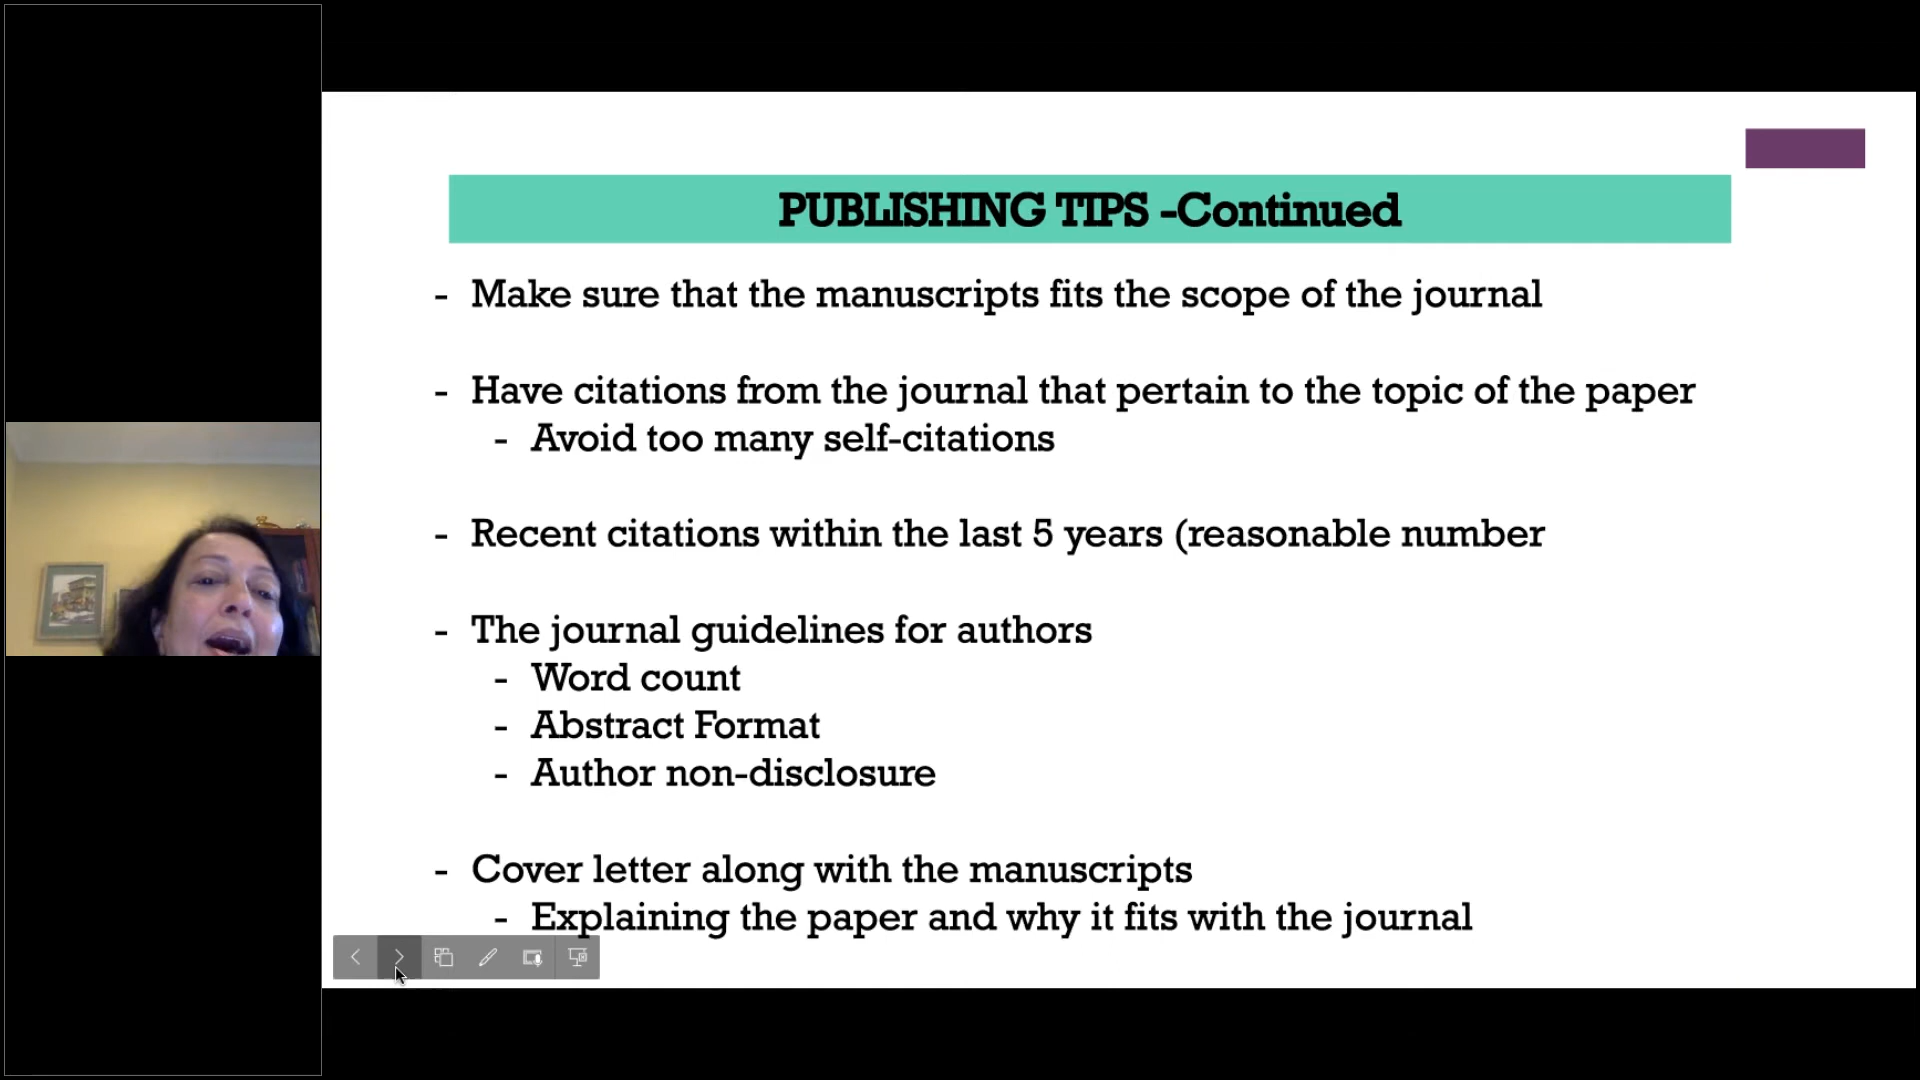 PUBLISHING TIPS -Continued
- Make sure that the manuscripts fits the scope of the journal
- Have citations from the journal that pertain to the topic of the paper
- Avoid too many self-citations
- Recent citations within the last 5 years (reasonable number
- The journal guidelines for authors
- Word count
- Abstract Format
- Author non-disclosure
- Cover letter along with the manuscripts
- Explaining the paper and why it fits with the journal